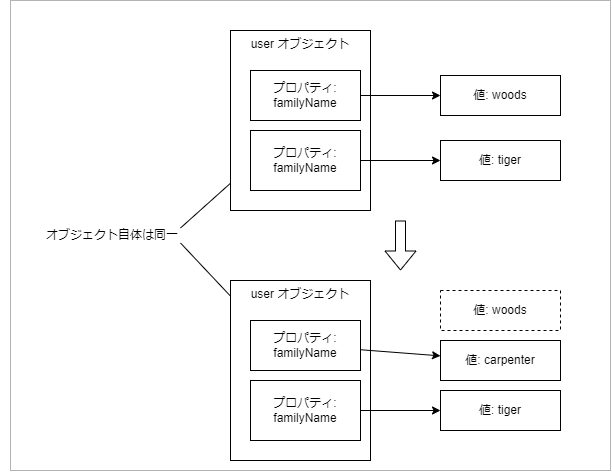 user オブジェクト
プロパティ:
familyName
値: woods
プロパティ:
familyName
値: tiger
オブジェクト自体は同一
user オブジェクト
値: woods
プロパティ:
familyName
値: carpenter
プロパティ:
familyName
値: tiger